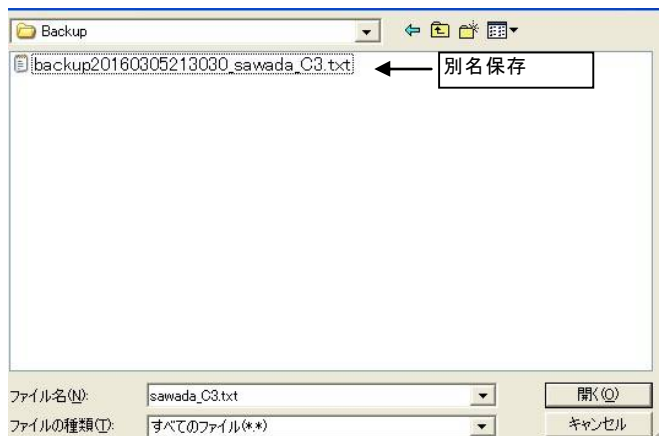 Backup
backup20160305213030_sawada_C3.txt
別名保存
ファイル名(N):
sawada_C3.txt
開く(O)
ファイルの種類(T):
すべてのファイル(*.*)
キャンセル